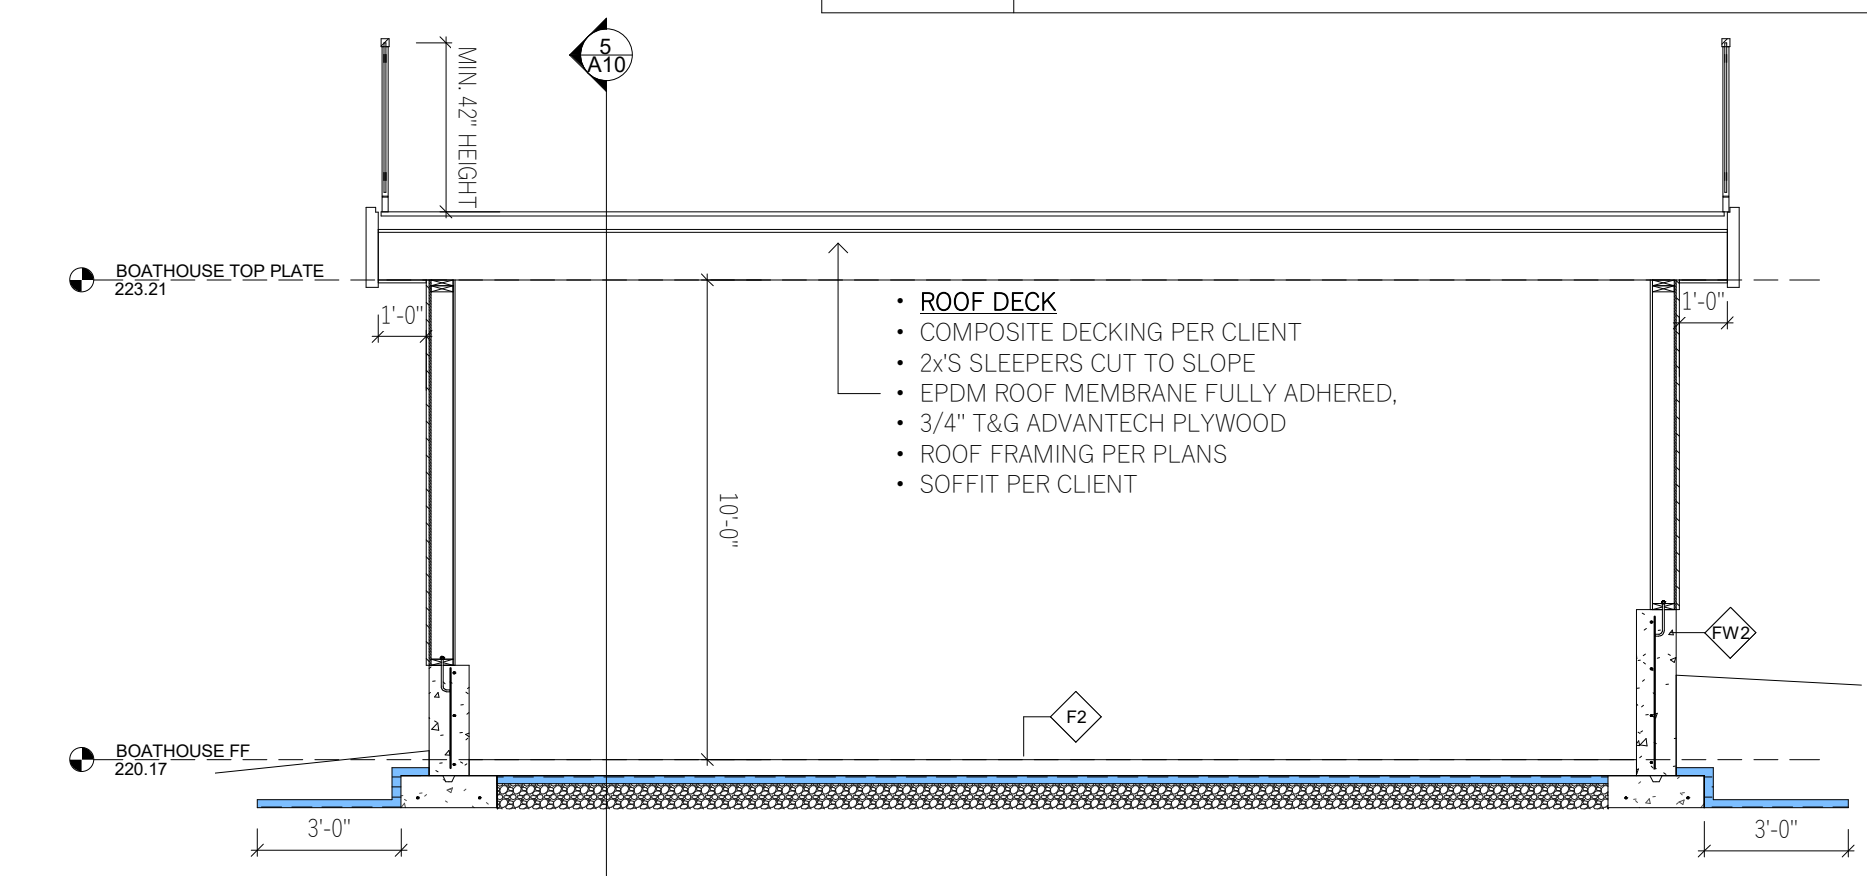 5
A10
MIN. 42" HEIGHT
BOATHOUSE TOP PLATE
223.21
1'-0"
1'-0"
• ROOF DECK
• COMPOSITE DECKING PER CLIENT
• 2x'S SLEEPERS CUT TO SLOPE
• EPDM ROOF MEMBRANE FULLY ADHERED,
• 3/4" T&G ADVANTECH PLYWOOD
• ROOF FRAMING PER PLANS
• SOFFIT PER CLIENT
10'-0"
FW2
F2
BOATHOUSE FF
220.17
3'-0"
3'-0"